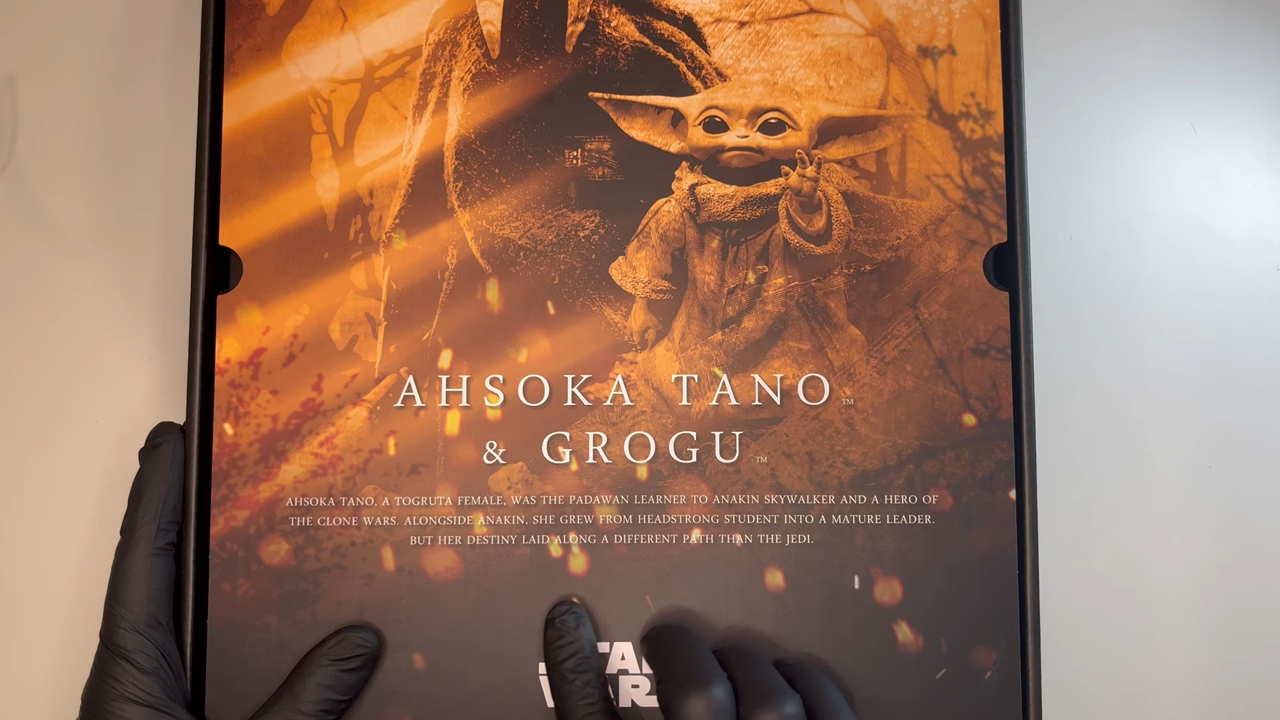 AHSOKA TANO™
& GROGU™
AHSOKA TANO, A TOGRUTA FEMALE, WAS THE PADAWAN LEARNER TO ANAKIN SKYWALKER AND A HERO OF
THE CLONE WARS. ALONGSIDE ANAKIN, SHE GREW FROM HEADSTRONG STUDENT INTO A MATURE LEADER.
BUT HER DESTINY LAID ALONG A DIFFERENT PATH THAN THE JEDI.